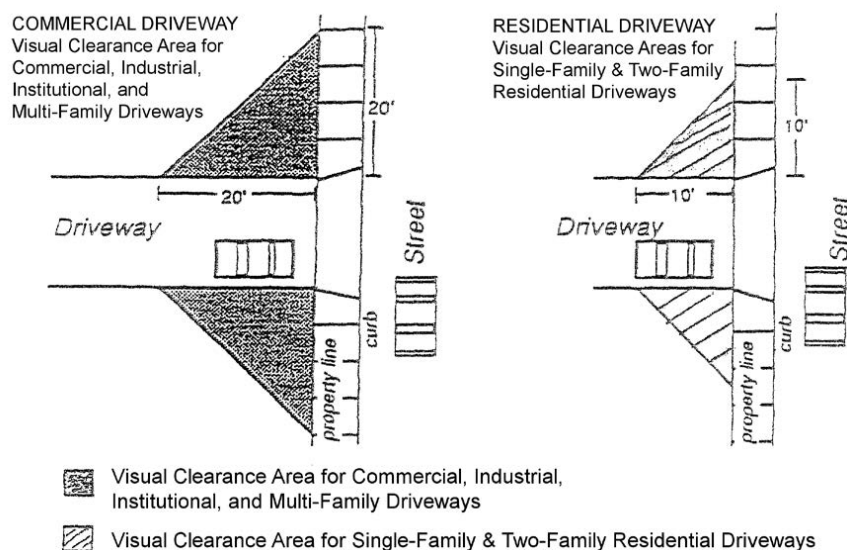 COMMERCIAL DRIVEWAY
Visual Clearance Area for
Commercial, Industrial,
Institutional, and
Multi-Family Driveways
20'
20'
Driveway
Street
curb
property line
RESIDENTIAL DRIVEWAY
Visual Clearance Areas for
Single-Family & Two-Family
Residential Driveways
10'
10'
Driveway
Street
curb
property line
Visual Clearance Area for Commercial, Industrial,
Institutional, and Multi-Family Driveways
Visual Clearance Area for Single-Family & Two-Family Residential Driveways